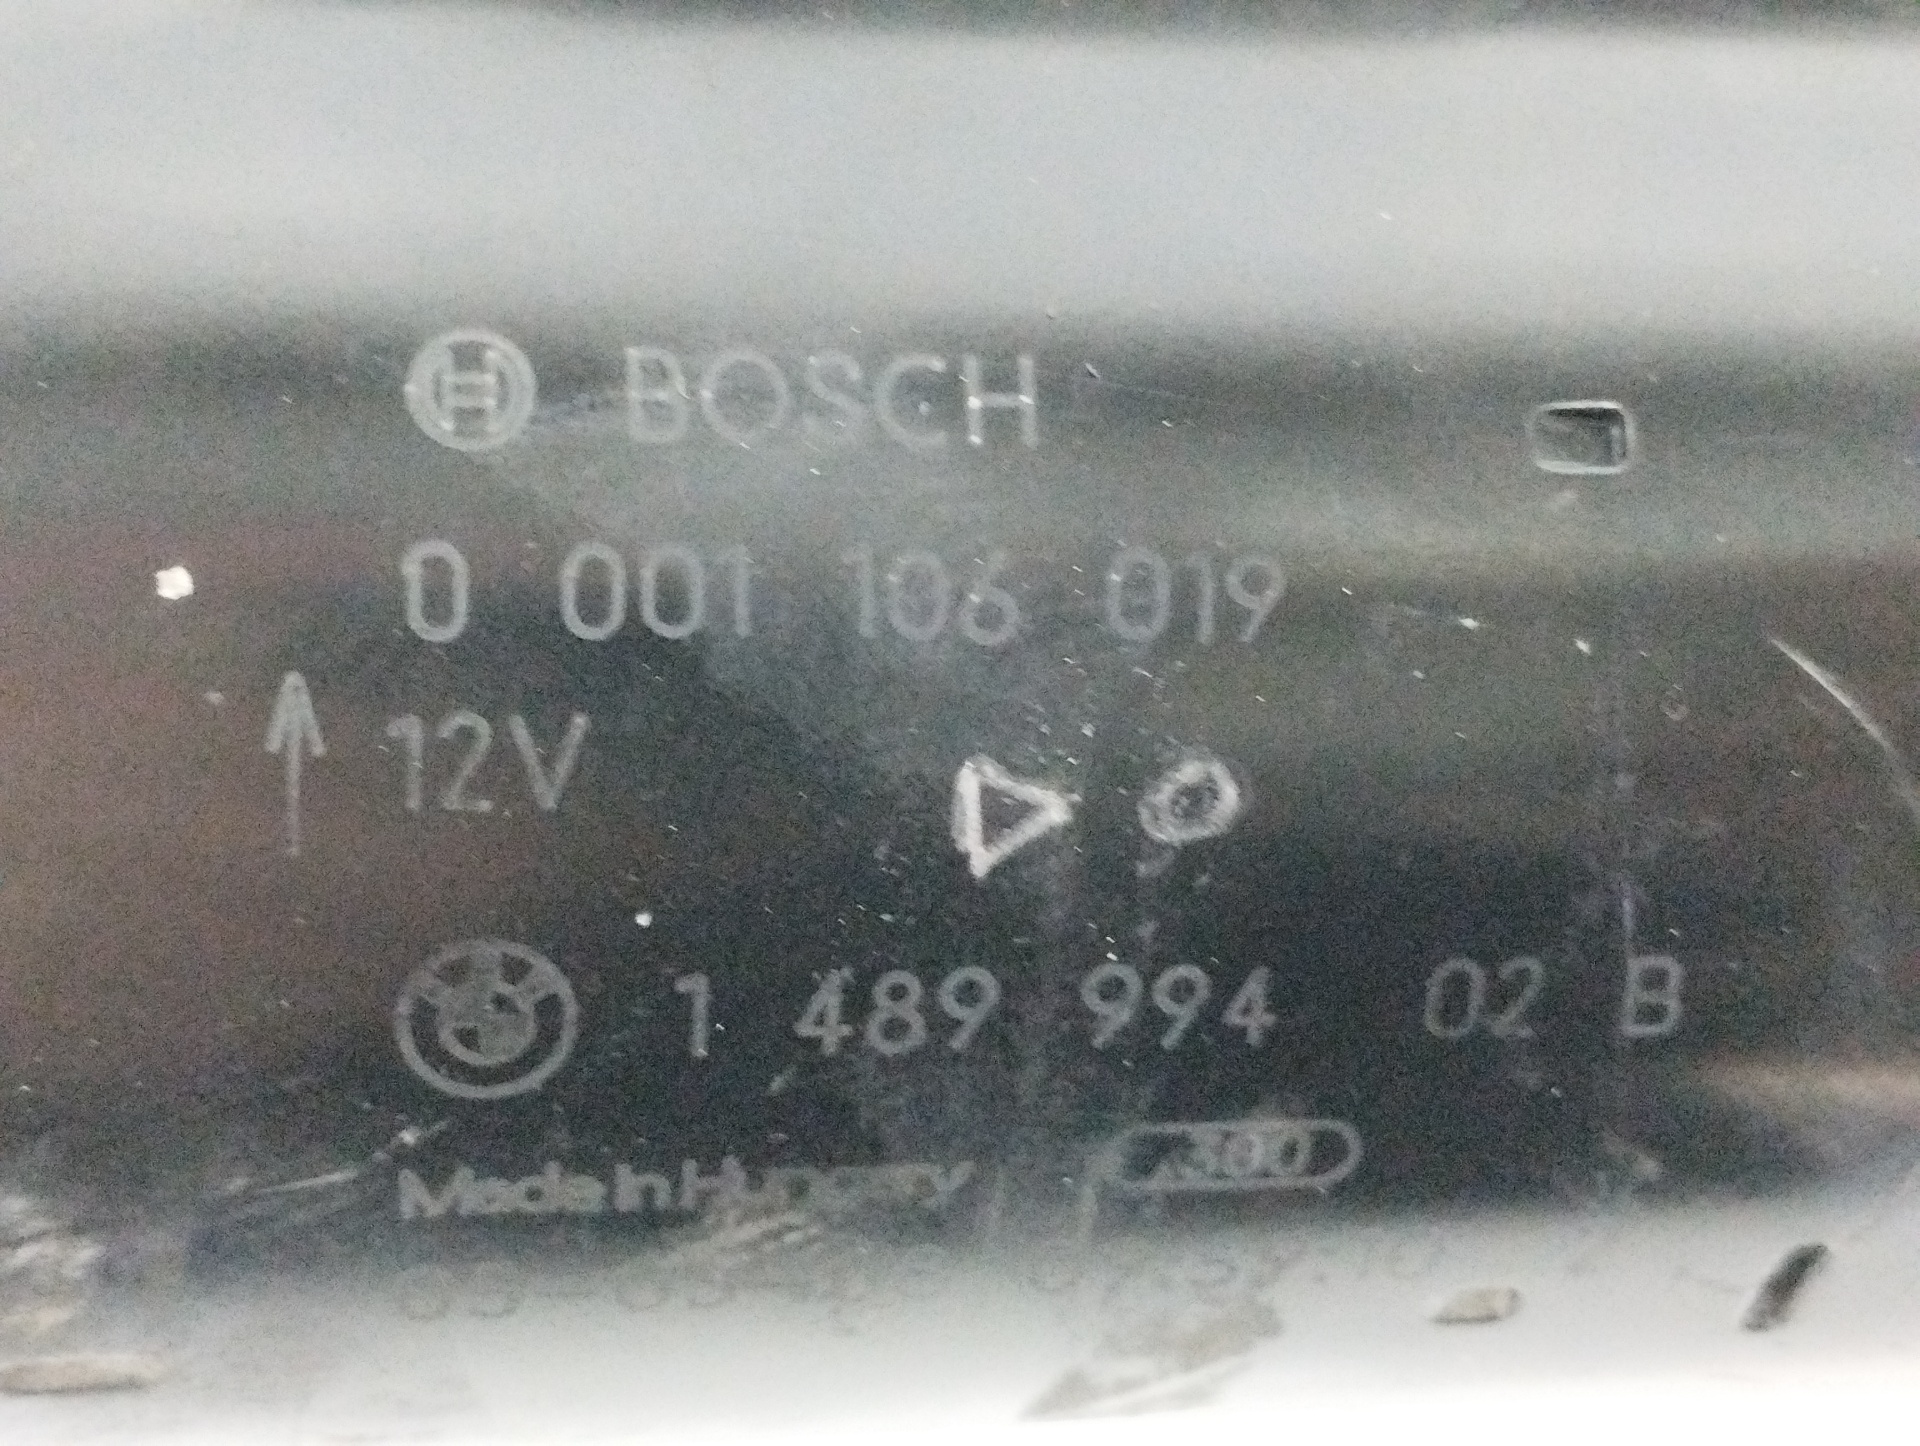 BOSCH
0 001 106 019
12V
1 489 994 02 B
Made in Hungary